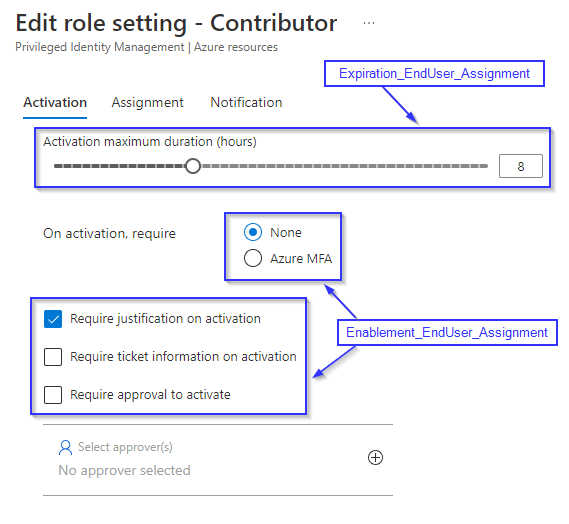 Edit role setting - Contributor ...
Privileged Identity Management | Azure resources
Expiration_EndUser_Assignment
Activation Assignment Notification
Activation maximum duration (hours)
8
On activation, require
None
Azure MFA
Require justification on activation
Enablement_EndUser_Assignment
Require ticket information on activation
Require approval to activate
Select approver(s)
No approver selected